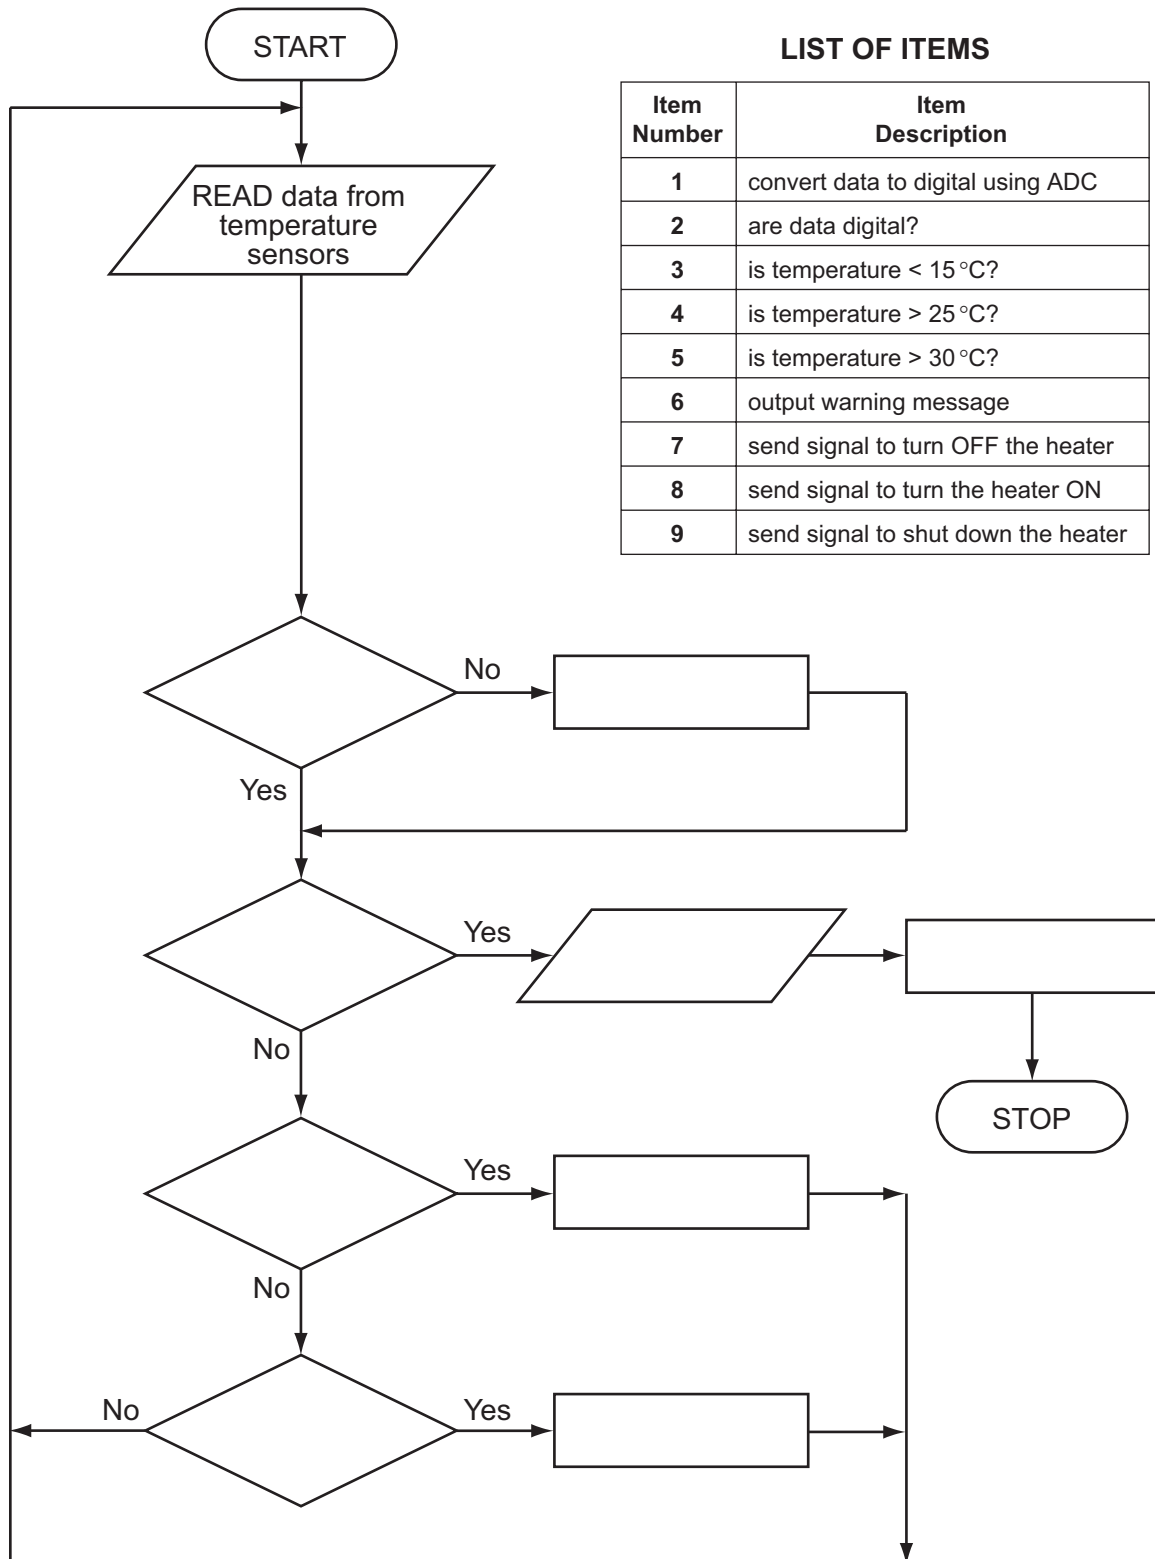 START
LIST OF ITEMS
Item Number
Item Description
READ data from
temperature
sensors
1 convert data to digital using ADC
2 are data digital?
3 is temperature < 15 °C?
4 is temperature > 25 °C?
5 is temperature > 30 °C?
6 output warning message
7 send signal to turn OFF the heater
8 send signal to turn the heater ON
9 send signal to shut down the heater
No
Yes
Yes
No
STOP
Yes
No
No
Yes